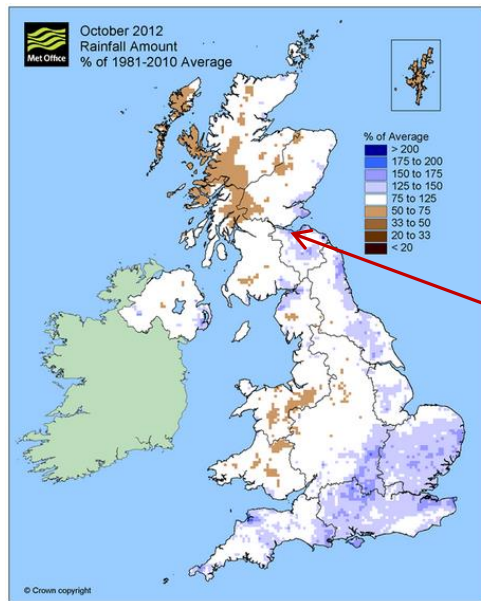 Met Office
October 2012
Rainfall Amount
% of 1981-2010 Average
% of Average
> 200
175 to 200
150 to 175
125 to 150
75 to 125
50 to 75
33 to 50
20 to 33
< 20
© Crown copyright